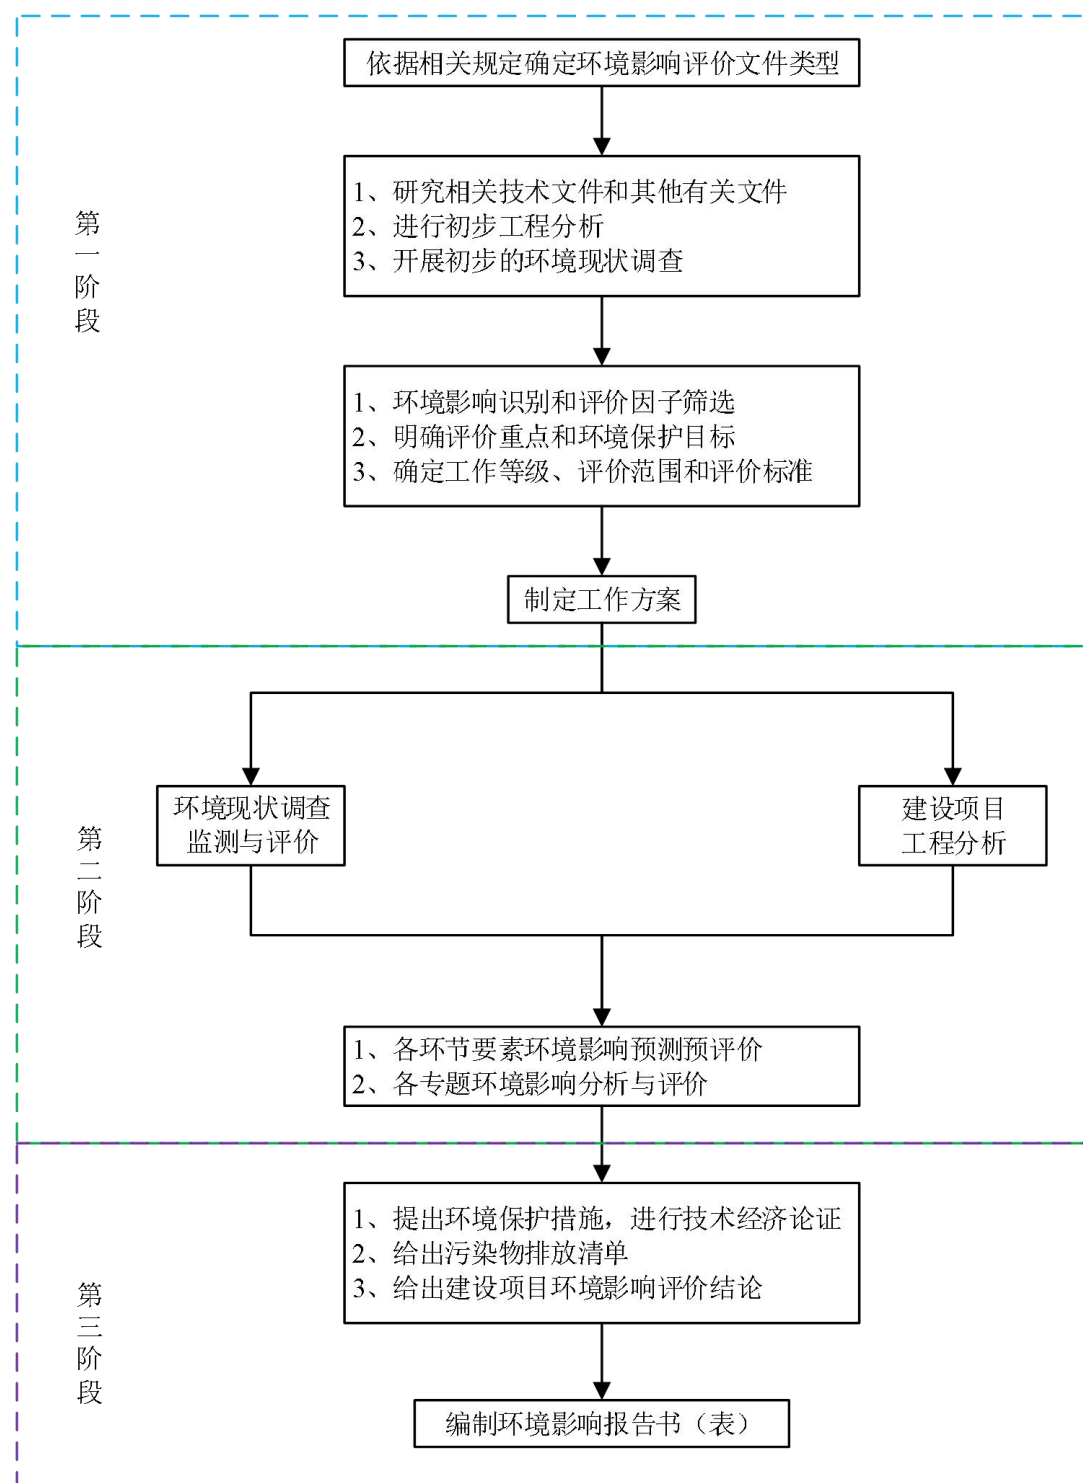 依据相关规定确定环境影响评价文件类型
1、研究相关技术文件和其他有关文件
2、进行初步工程分析
3、开展初步的环境现状调查
第一阶段
1、环境影响识别和评价因子筛选
2、明确评价重点和环境保护目标
3、确定工作等级、评价范围和评价标准
制定工作方案
环境现状调查
监测与评价
建设项目
工程分析
第二阶段
1、各环节要素环境影响预测预评价
2、各专题环境影响分析与评价
1、提出环境保护措施，进行技术经济论证
2、给出污染物排放清单
3、给出建设项目环境影响评价结论
第三阶段
编制环境影响报告书（表）